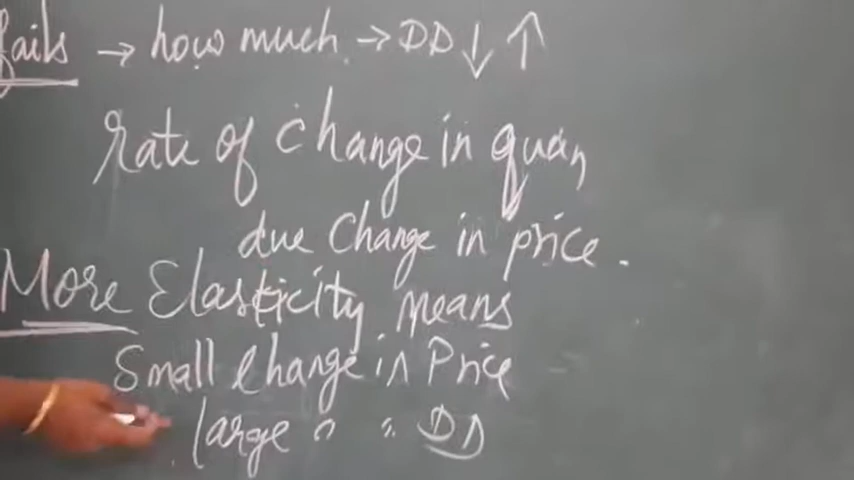 fails → how much. → DD ↓ ↑
rate of change in quan,
due Change in price.
More Elasticity means
Small Change in Price
large " " DD